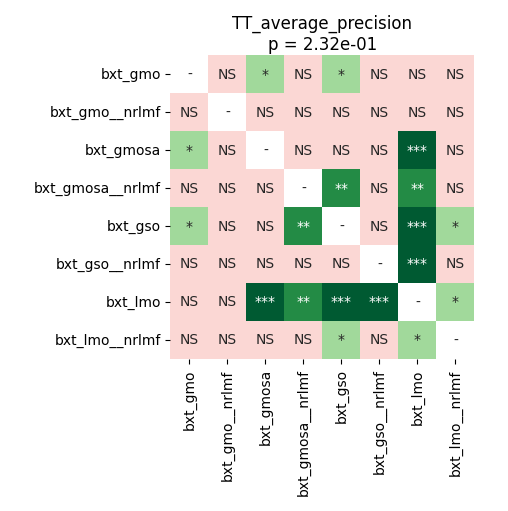 TT_average_precision
p = 2.32e-01
bxt_gmo - NS * NS * NS NS NS
bxt_gmo__nrlmf NS - NS NS NS NS NS NS
bxt_gmosa * NS - NS NS NS *** NS
bxt_gmosa__nrlmf NS NS NS - ** NS ** NS
bxt_gso * NS NS ** - NS *** *
bxt_gso__nrlmf NS NS NS NS NS - *** NS
bxt_lmo NS NS *** ** *** *** - *
bxt_lmo__nrlmf NS NS NS NS * NS * -
bxt_gmo
bxt_gmo__nrlmf
bxt_gmosa
bxt_gmosa__nrlmf
bxt_gso
bxt_gso__nrlmf
bxt_lmo
bxt_lmo__nrlmf